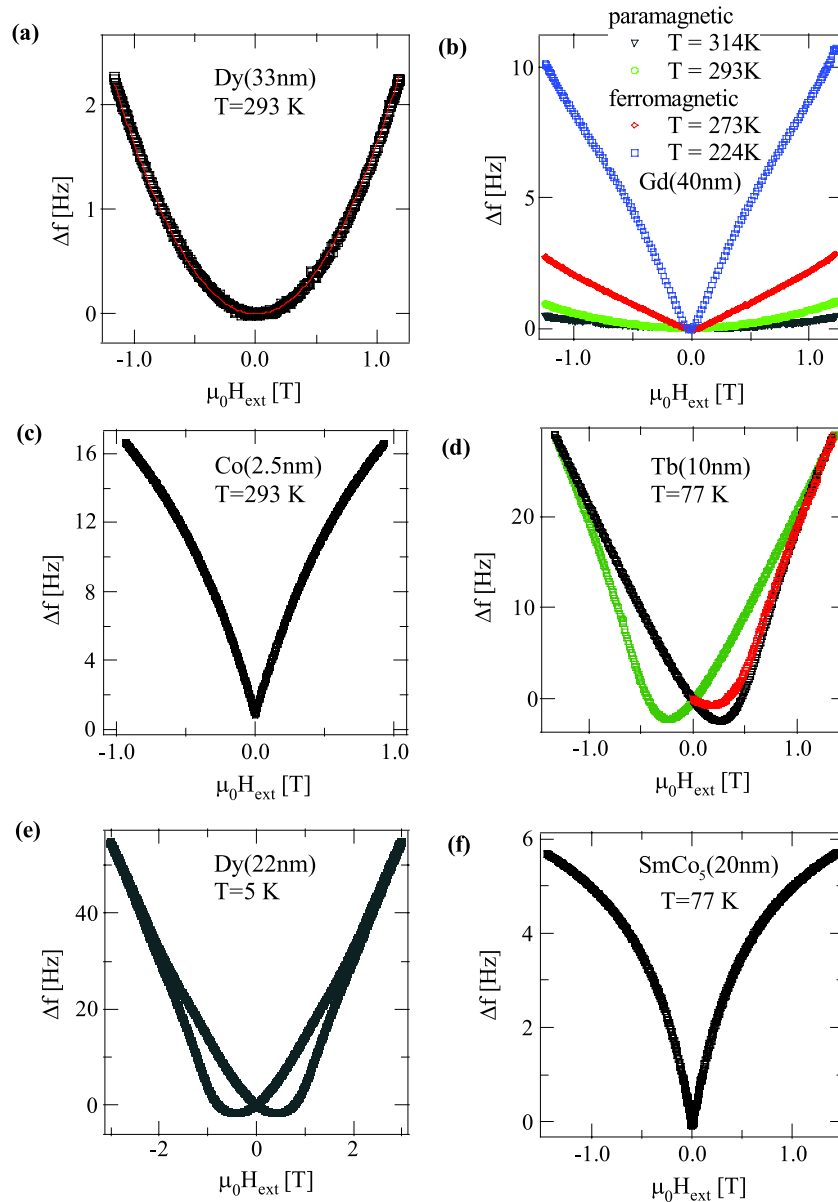 (a)
Dy(33nm)
T=293 K
2
1
0
-1.0
0.0
1.0
Δf [Hz]
μ₀Hₑₓₜ [T]
(b)
paramagnetic
T = 314K
T = 293K
ferromagnetic
T = 273K
T = 224K
Gd(40nm)
10
5
0
-1.0
0.0
1.0
Δf [Hz]
μ₀Hₑₓₜ [T]
(c)
Co(2.5nm)
T=293 K
16
12
8
4
0
-1.0
0.0
1.0
Δf [Hz]
μ₀Hₑₓₜ [T]
(d)
Tb(10nm)
T=77 K
20
10
0
-1.0
0.0
1.0
Δf [Hz]
μ₀Hₑₓₜ [T]
(e)
Dy(22nm)
T=5 K
40
20
0
-2
0
2
Δf [Hz]
μ₀Hₑₓₜ [T]
(f)
SmCo₅(20nm)
T=77 K
6
4
2
0
-1.0
0.0
1.0
Δf [Hz]
μ₀Hₑₓₜ [T]